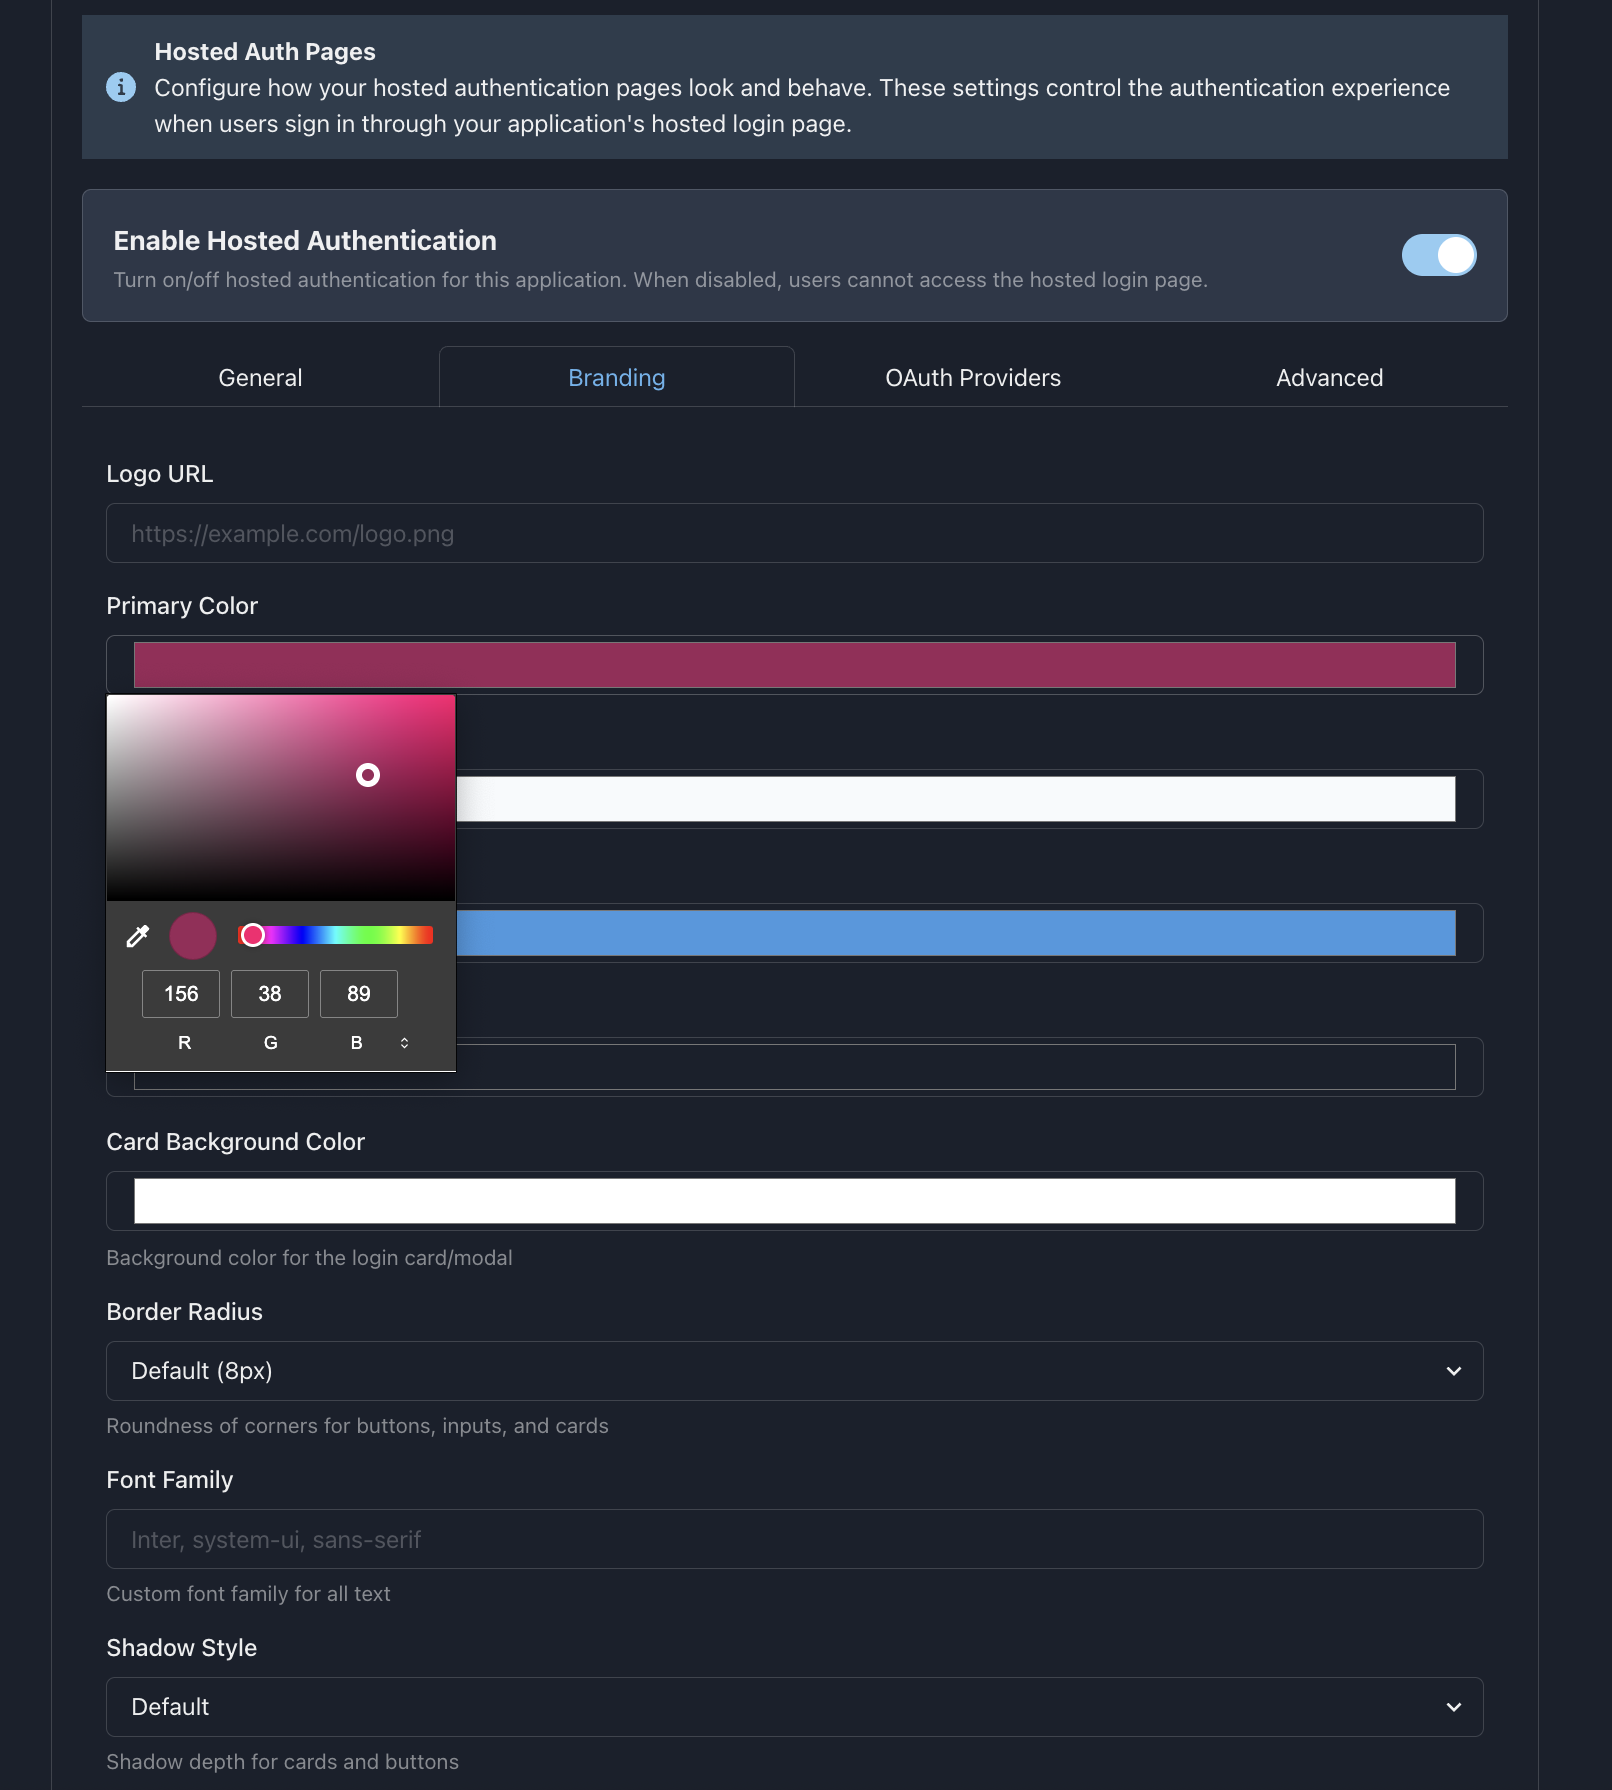 Hosted Auth Pages
Configure how your hosted authentication pages look and behave. These settings control the authentication experience
when users sign in through your application's hosted login page.
Enable Hosted Authentication
Turn on/off hosted authentication for this application. When disabled, users cannot access the hosted login page.
General Branding OAuth Providers Advanced
Logo URL
https://example.com/logo.png
Primary Color
156 38 89
R G B
Card Background Color
Background color for the login card/modal
Border Radius
Default (8px)
Roundness of corners for buttons, inputs, and cards
Font Family
Inter, system-ui, sans-serif
Custom font family for all text
Shadow Style
Default
Shadow depth for cards and buttons